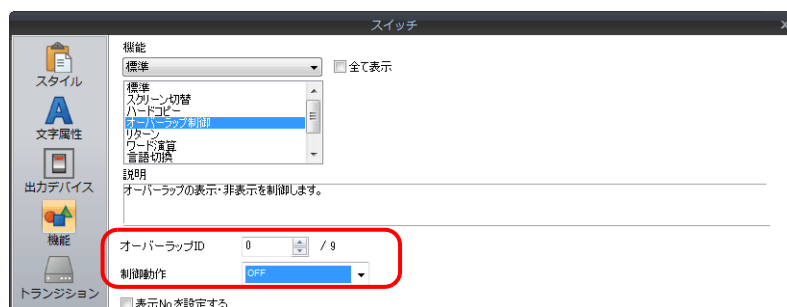 スイッチ
機能
標準
全て表示
標準
スクリーン切替
ハードコピー
オーバーラップ制御
リターン
ワード演算
言語切換
説明
オーバーラップの表示・非表示を制御します。
スタイル
文字属性
出力デバイス
機能
トランジション
オーバーラップID 0 / 9
制御動作 OFF
表示No.を設定する